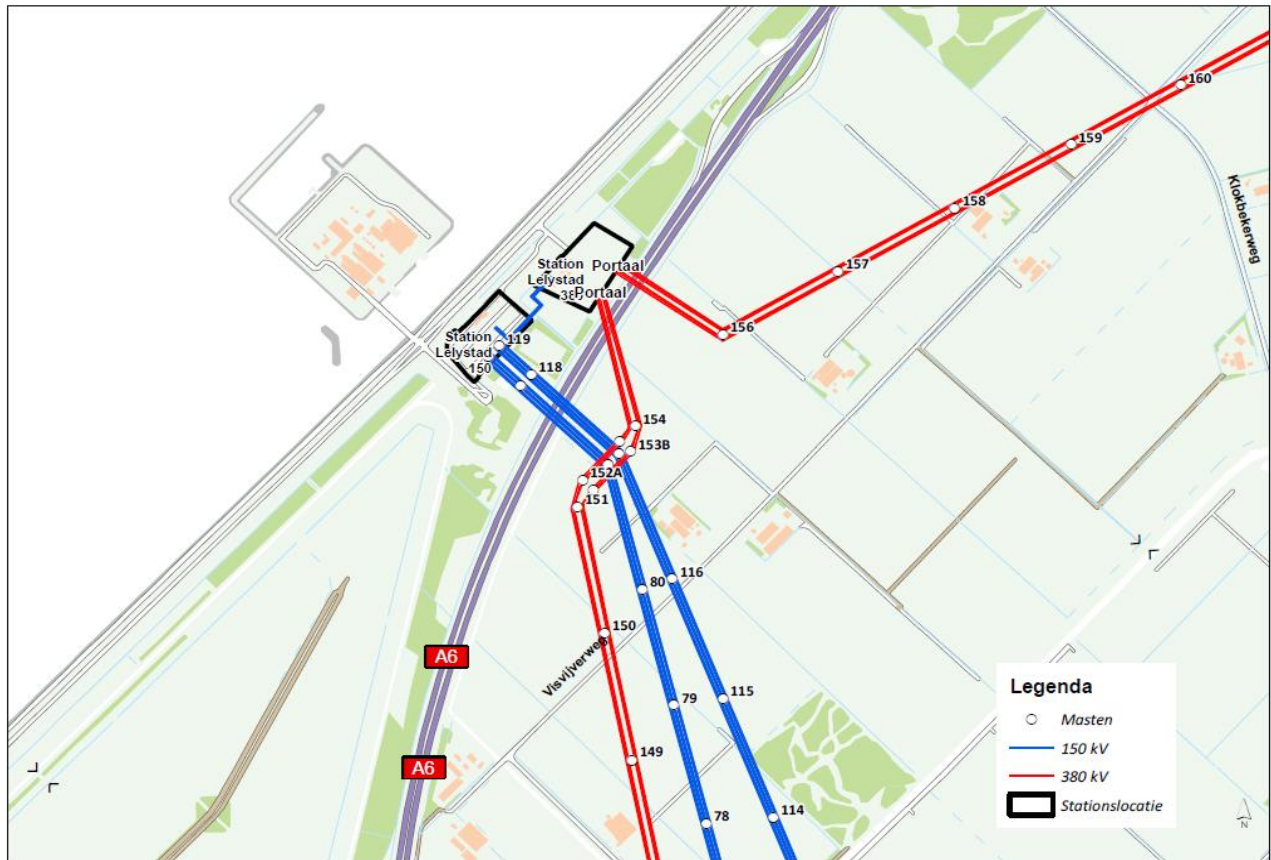 160
159
Klokbekerweg
158
Station
Lelystad
380
Portaal
Portaal
157
156
Station
Lelystad
150
119
118
154
153B
152A
151
116
80
150
Visvijverweg
A6
115
79
149
A6
114
78
Legenda
Masten
150 kV
380 kV
Stationslocatie
N